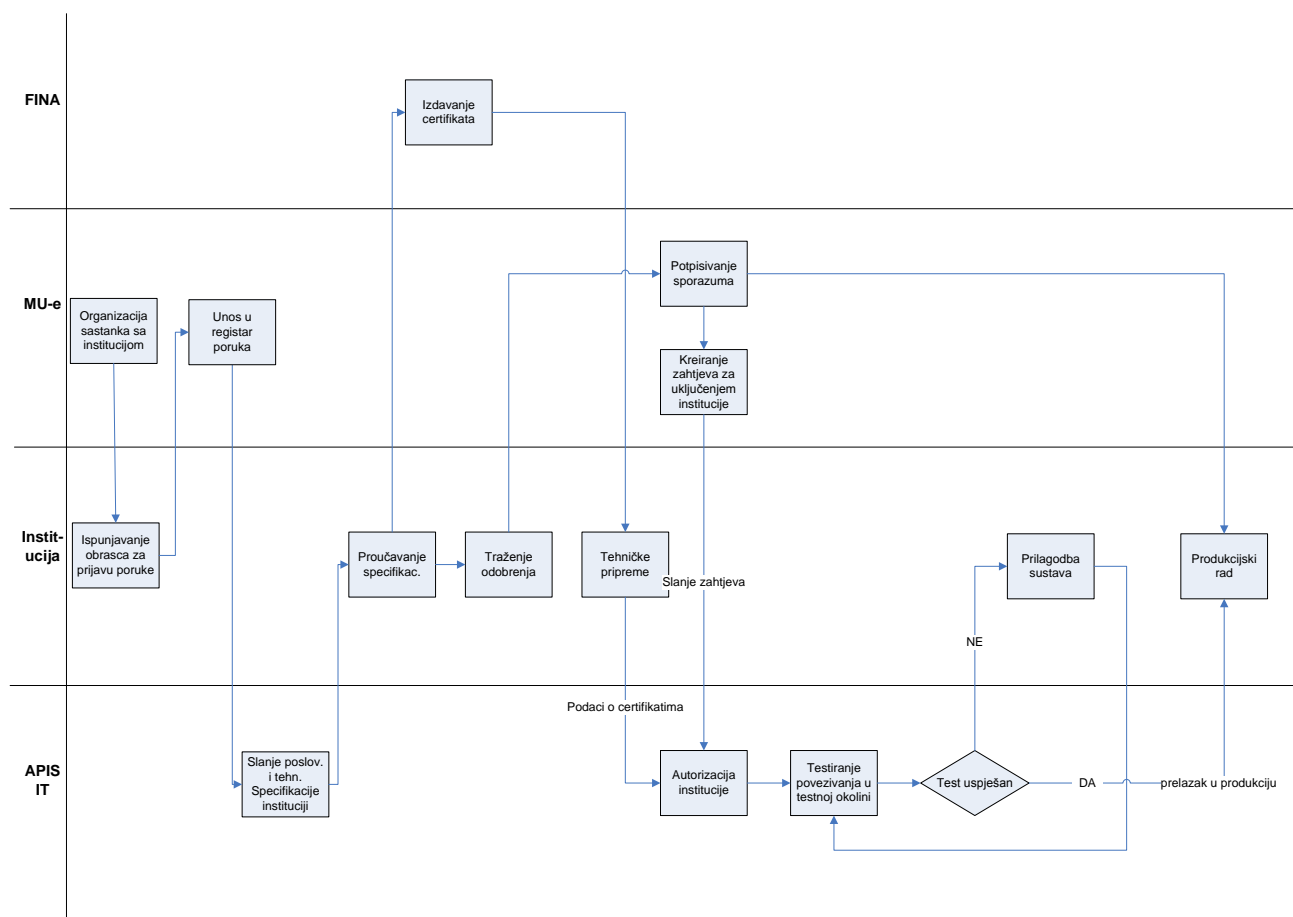 FINA
Izdavanje
certifikata
MU-e
Organizacija
sastanka sa
institucijom
Unos u
registar
poruka
Potpisivanje
sporazuma
Kreiranje
zahtjeva za
uključenjem
institucije
Instit-
ucija
Ispunjavanje
obrasca za
prijavu poruke
Proučavanje
specifikac.
Traženje
odobrenja
Tehničke
pripreme
Slanje zahtjeva
Prilagodba
sustava
Produkcijski
rad
NE
Podaci o certifikatima
APIS
IT
Slanje poslov.
i tehn.
Specifikacije
instituciji
Autorizacija
institucije
Testiranje
povezivanja u
testnoj okolini
Test uspješan
DA
prelazak u produkciju